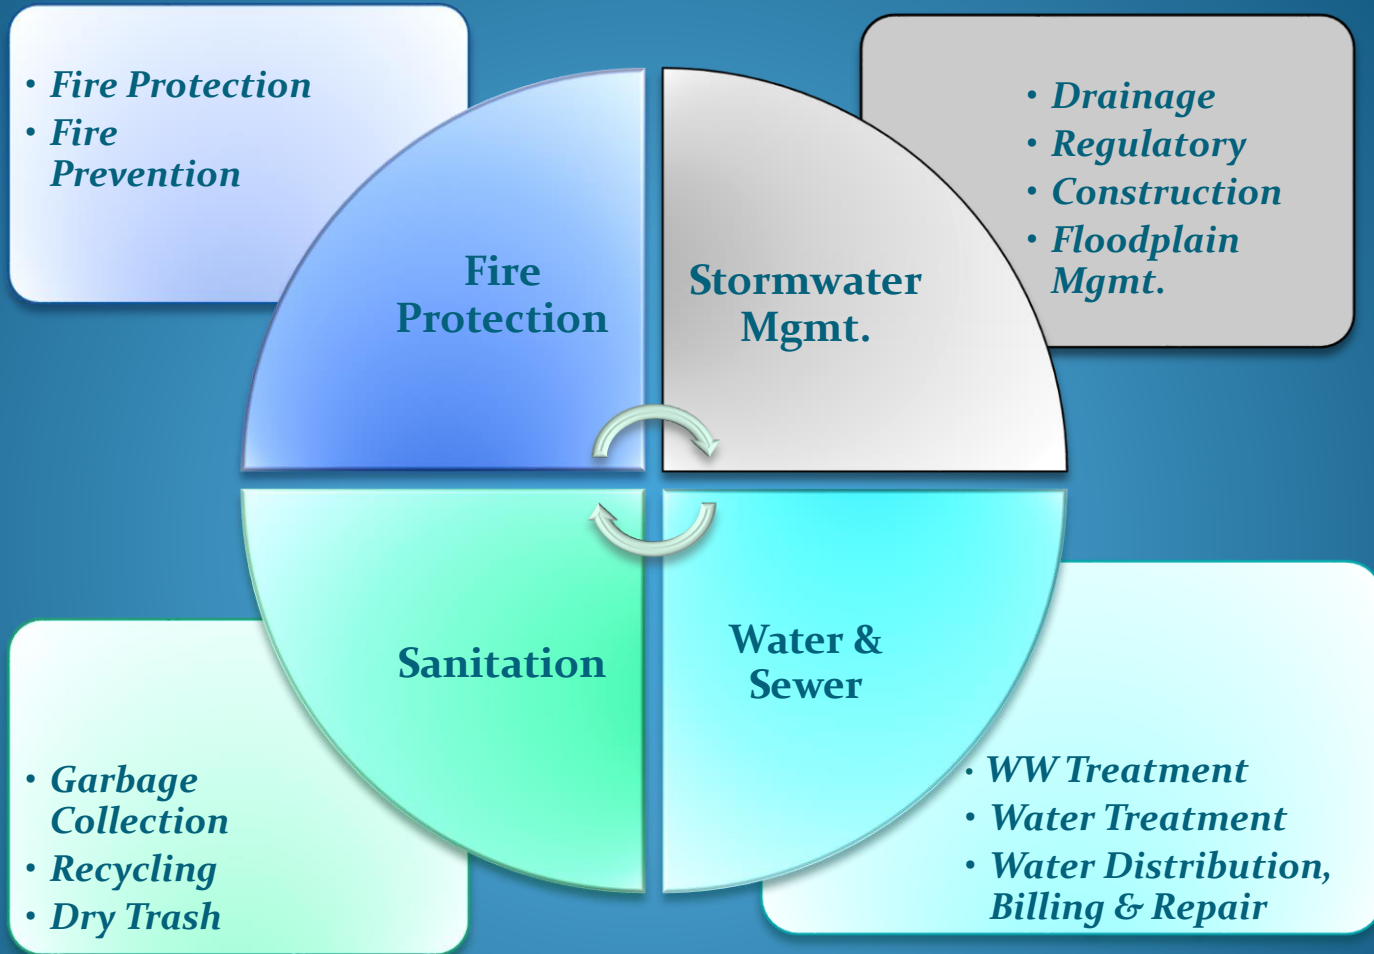 • Fire Protection
• Fire
Prevention
• Drainage
• Regulatory
• Construction
• Floodplain
Mgmt.
Fire
Protection
Stormwater
Mgmt.
Sanitation
Water &
Sewer
• Garbage
Collection
• Recycling
• Dry Trash
• WW Treatment
• Water Treatment
• Water Distribution,
Billing & Repair